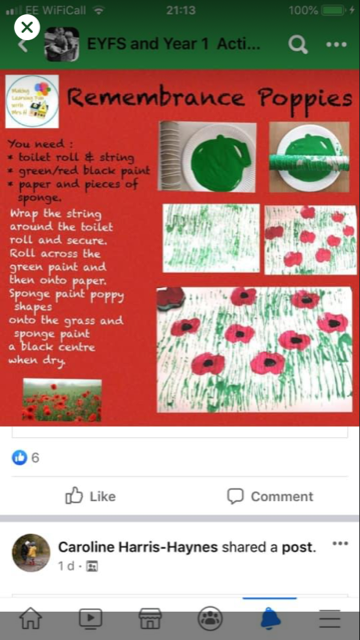 EE WiFiCall 21:13 100%
EYFS and Year 1 Acti...
Making
Learning Fun
with
Mrs H
Remembrance Poppies
You need :
* toilet roll & string
* green/red black paint
* paper and pieces of
sponge.
Wrap the string
around the toilet
roll and secure.
Roll across the
green paint and
then onto paper.
Sponge paint poppy
shapes
onto the grass and
sponge paint
a black centre
when dry.
6
Like Comment
Caroline Harris-Haynes shared a post.
1 d ·